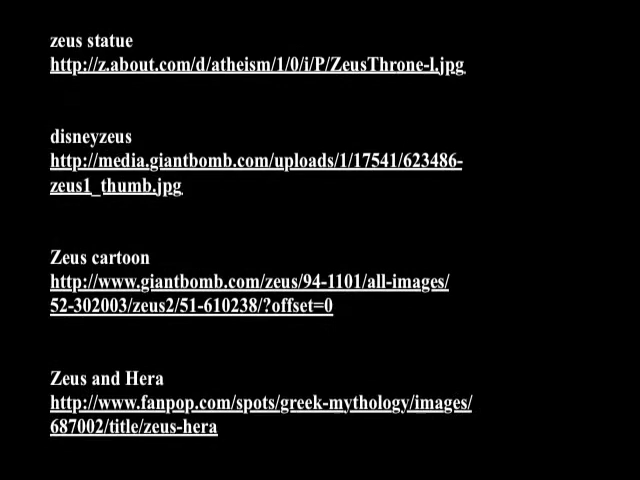 zeus statue
http://z.about.com/d/atheism/1/0/i/P/ZeusThrone-l.jpg
disneyzeus
http://media.giantbomb.com/uploads/1/17541/623486-
zeus1_thumb.jpg
Zeus cartoon
http://www.giantbomb.com/zeus/94-1101/all-images/
52-302003/zeus2/51-610238/?offset=0
Zeus and Hera
http://www.fanpop.com/spots/greek-mythology/images/
687002/title/zeus-hera